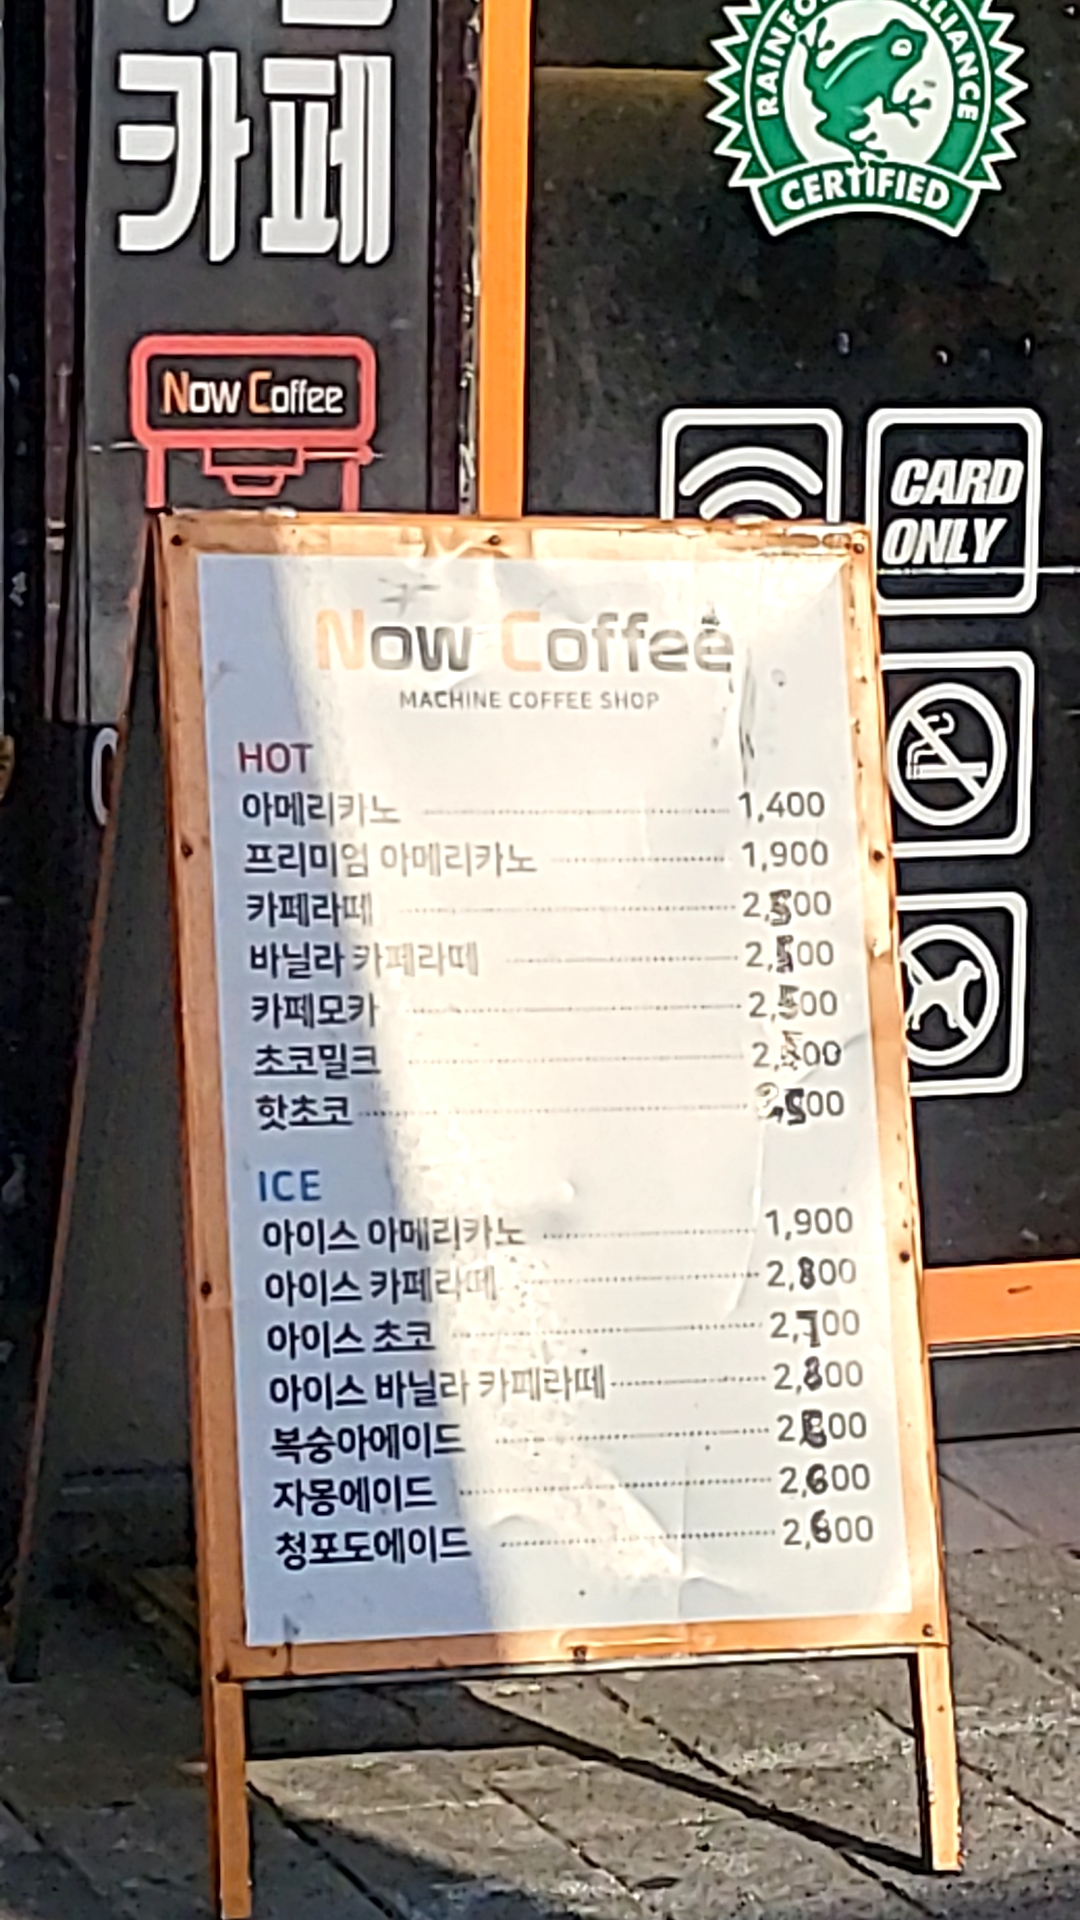 카페
RAINFOREST ALLIANCE
CERTIFIED
Now Coffee
CARD
ONLY
Now Coffee
MACHINE COFFEE SHOP
HOT
아메리카노 1,400
프리미엄 아메리카노 1,900
카페라떼 2,500
바닐라 카페라떼 2,500
카페모카 2,500
초코밀크
핫초코
ICE
아이스 아메리카노 1,900
아이스 카페라떼 2,800
아이스 초코 2,700
아이스 바닐라 카페라떼 2,800
복숭아에이드
자몽에이드 2,600
청포도에이드 2,600